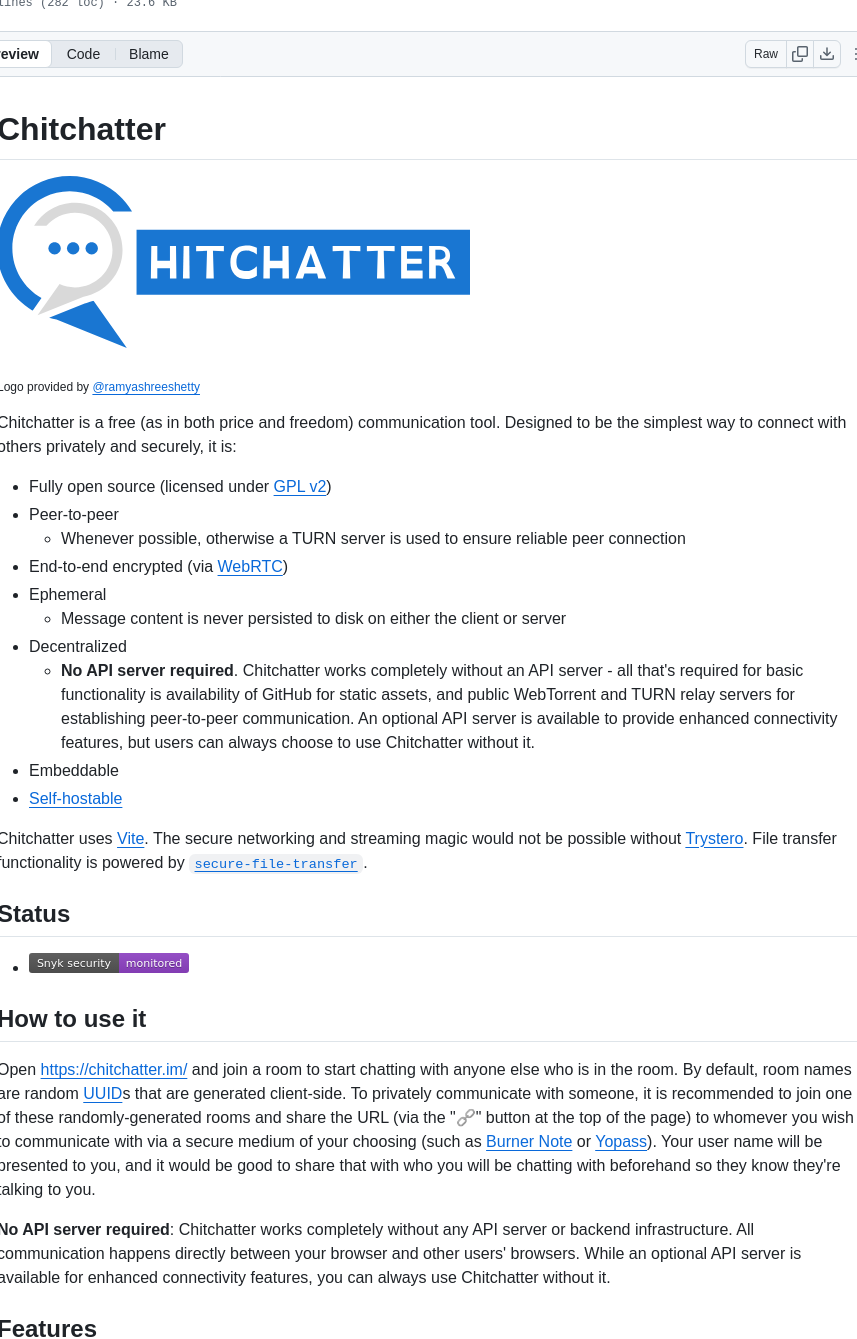 lines (282 loc) · 23.6 KB
review Code Blame Raw
Chitchatter
HITCHATTER
Logo provided by @ramyashreeshetty
Chitchatter is a free (as in both price and freedom) communication tool. Designed to be the simplest way to connect with
others privately and securely, it is:
Fully open source (licensed under GPL v2)
Peer-to-peer
Whenever possible, otherwise a TURN server is used to ensure reliable peer connection
End-to-end encrypted (via WebRTC)
Ephemeral
Message content is never persisted to disk on either the client or server
Decentralized
No API server required. Chitchatter works completely without an API server - all that's required for basic
functionality is availability of GitHub for static assets, and public WebTorrent and TURN relay servers for
establishing peer-to-peer communication. An optional API server is available to provide enhanced connectivity
features, but users can always choose to use Chitchatter without it.
Embeddable
Self-hostable
Chitchatter uses Vite. The secure networking and streaming magic would not be possible without Trystero. File transfer
functionality is powered by secure-file-transfer.
Status
Snyk security monitored
How to use it
Open https://chitchatter.im/ and join a room to start chatting with anyone else who is in the room. By default, room names
are random UUIDs that are generated client-side. To privately communicate with someone, it is recommended to join one
of these randomly-generated rooms and share the URL (via the "🔗" button at the top of the page) to whomever you wish
to communicate with via a secure medium of your choosing (such as Burner Note or Yopass). Your user name will be
presented to you, and it would be good to share that with who you will be chatting with beforehand so they know they're
talking to you.
No API server required: Chitchatter works completely without any API server or backend infrastructure. All
communication happens directly between your browser and other users' browsers. While an optional API server is
available for enhanced connectivity features, you can always use Chitchatter without it.
Features